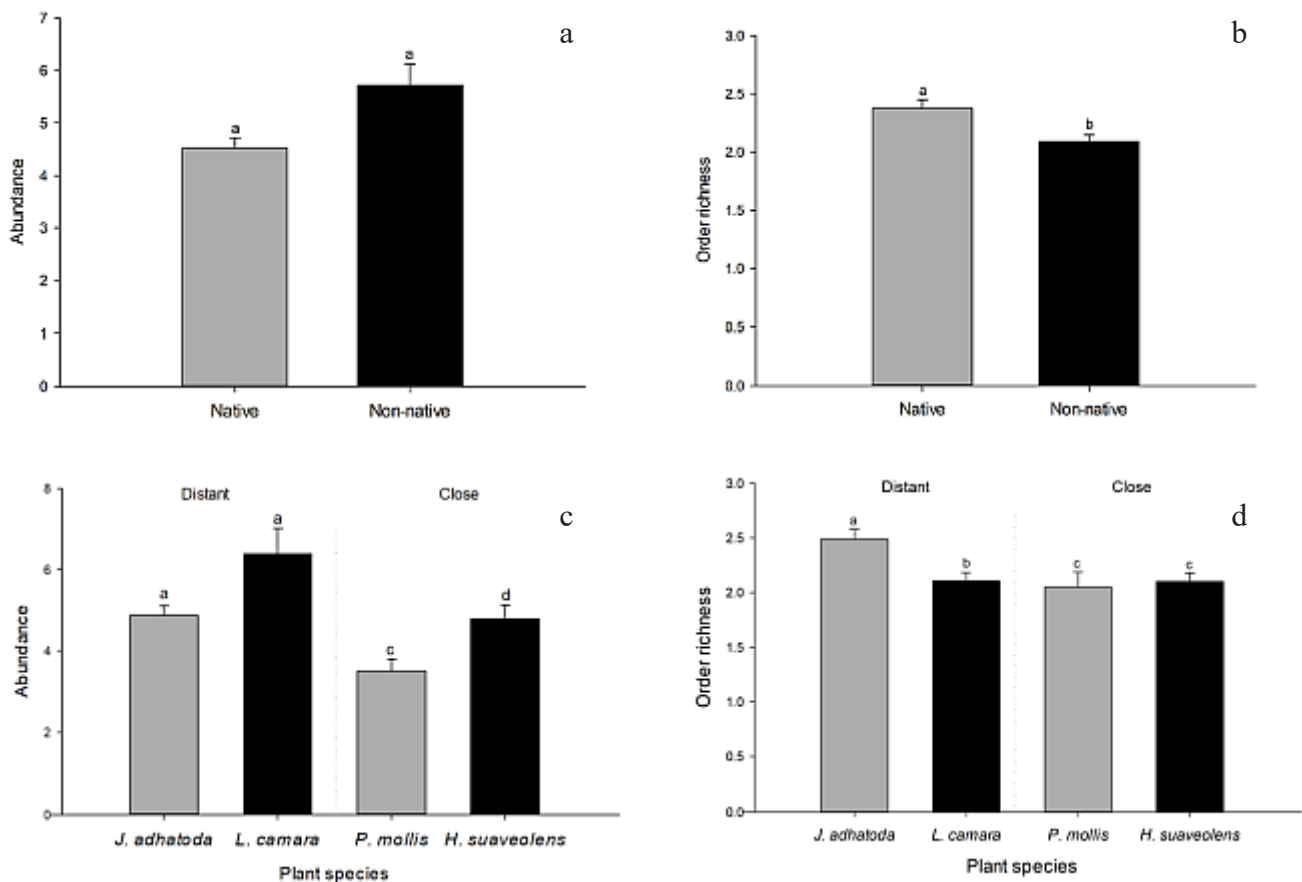 a
Abundance
7
6
5
4
3
2
1
0
a
a
Native
Non-native
b
Order richness
3.0
2.5
2.0
1.5
1.0
0.5
0.0
a
b
Native
Non-native
c
Abundance
8
6
4
2
0
Distant
Close
a
a
c
d
J. adhatoda
L. camara
P. mollis
H. suaveolens
Plant species
d
Order richness
3.0
2.5
2.0
1.5
1.0
0.5
0.0
Distant
Close
a
b
c
c
J. adhatoda
L. camara
P. mollis
H. suaveolens
Plant species